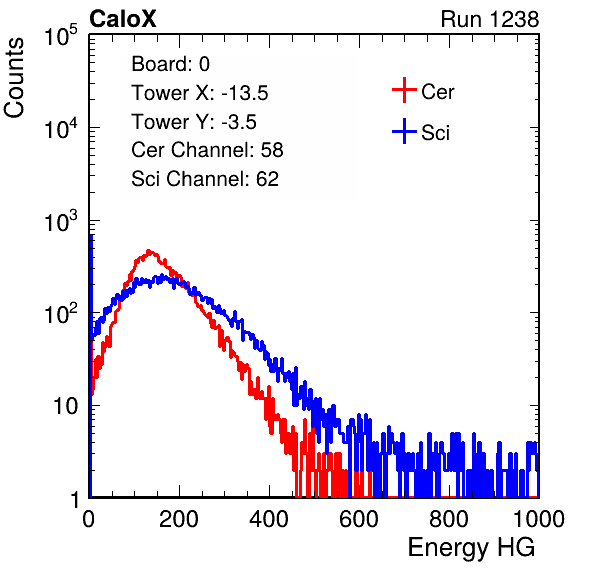 CaloX Run 1238
Counts
10^5
10^4
10^3
10^2
10
1
Board: 0
Tower X: -13.5
Tower Y: -3.5
Cer Channel: 58
Sci Channel: 62
Cer
Sci
0 200 400 600 800 1000
Energy HG